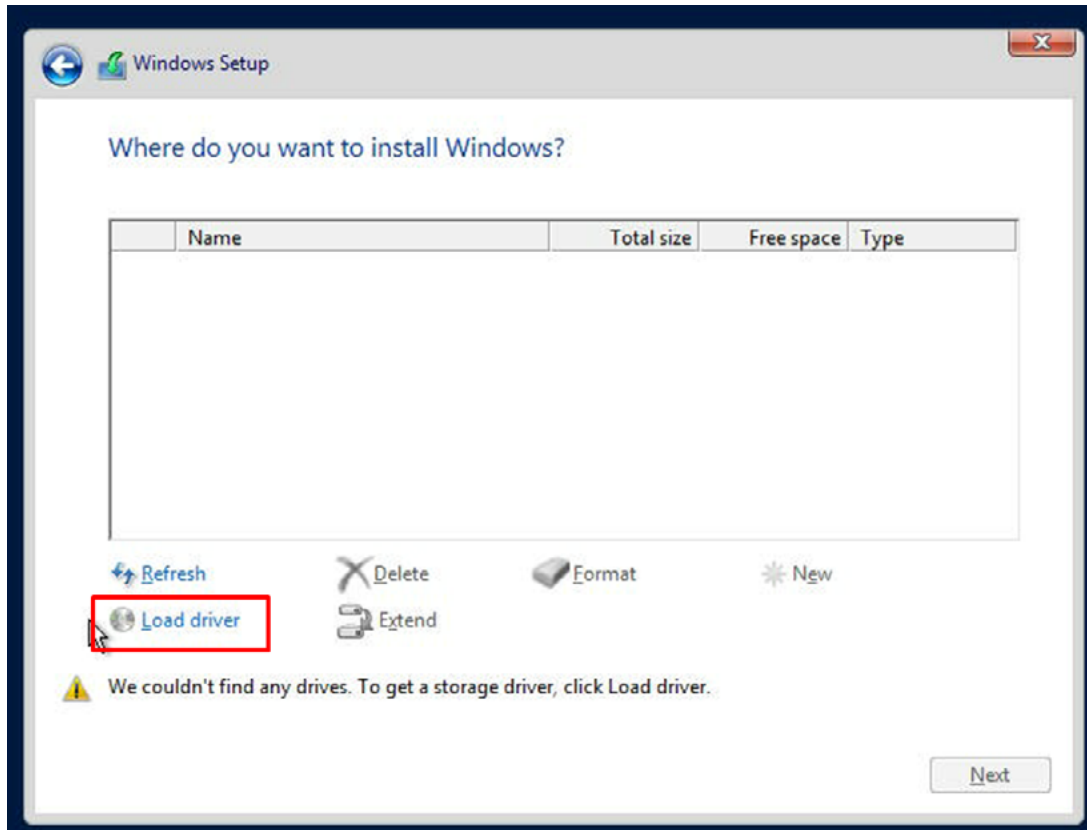 Windows Setup
Where do you want to install Windows?
Name Total size Free space Type
Refresh Delete Format New
Load driver Extend
We couldn't find any drives. To get a storage driver, click Load driver.
Next